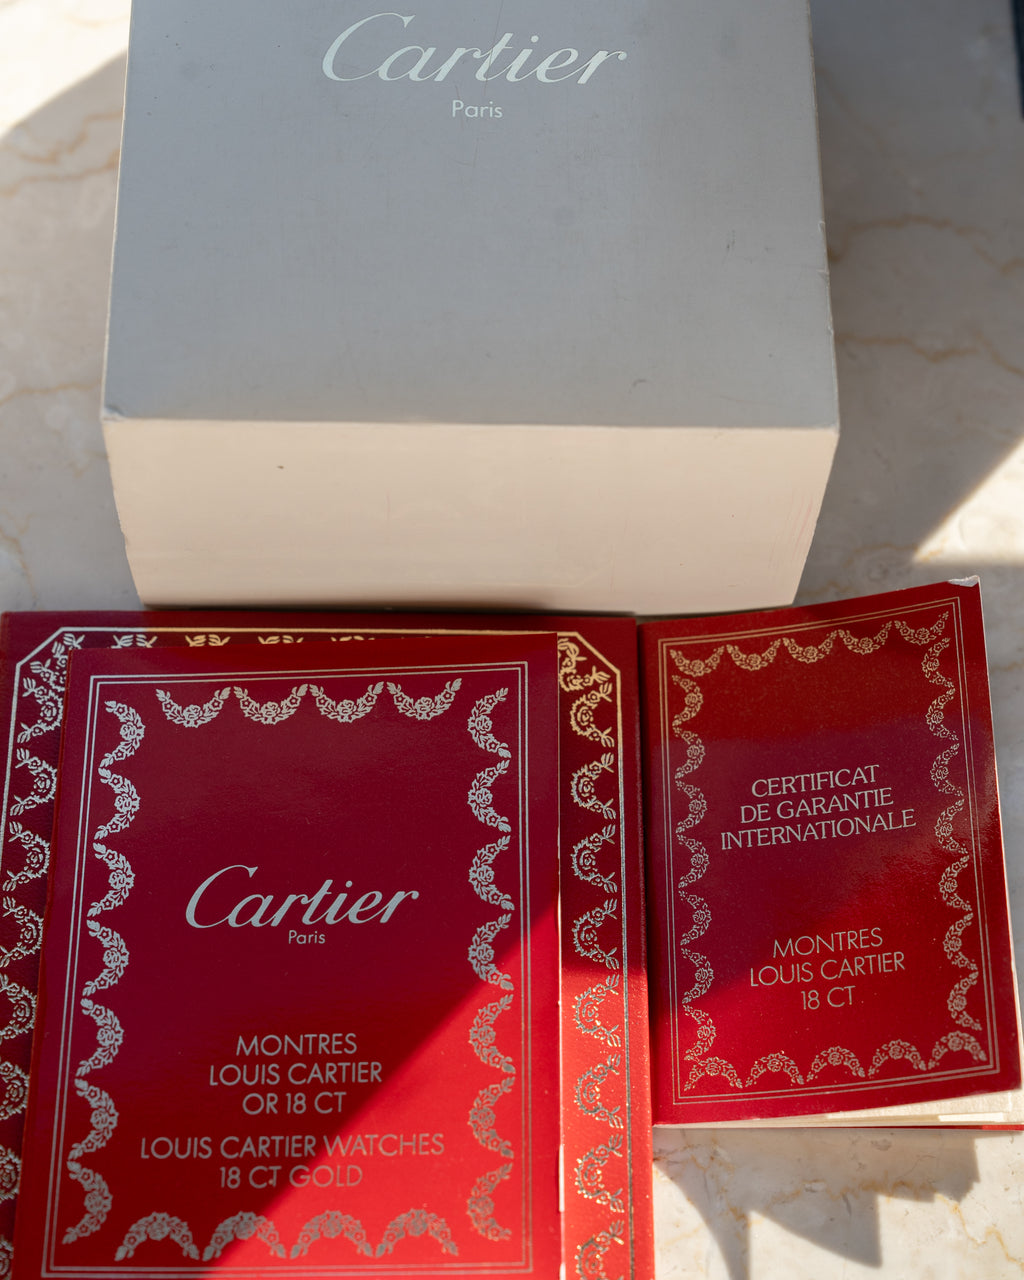 Cartier
Paris
Cartier
Paris
MONTRES
LOUIS CARTIER
OR 18 CT
LOUIS CARTIER WATCHES
18 CT GOLD
CERTIFICAT
DE GARANTIE
INTERNATIONALE
MONTRES
LOUIS CARTIER
18 CT